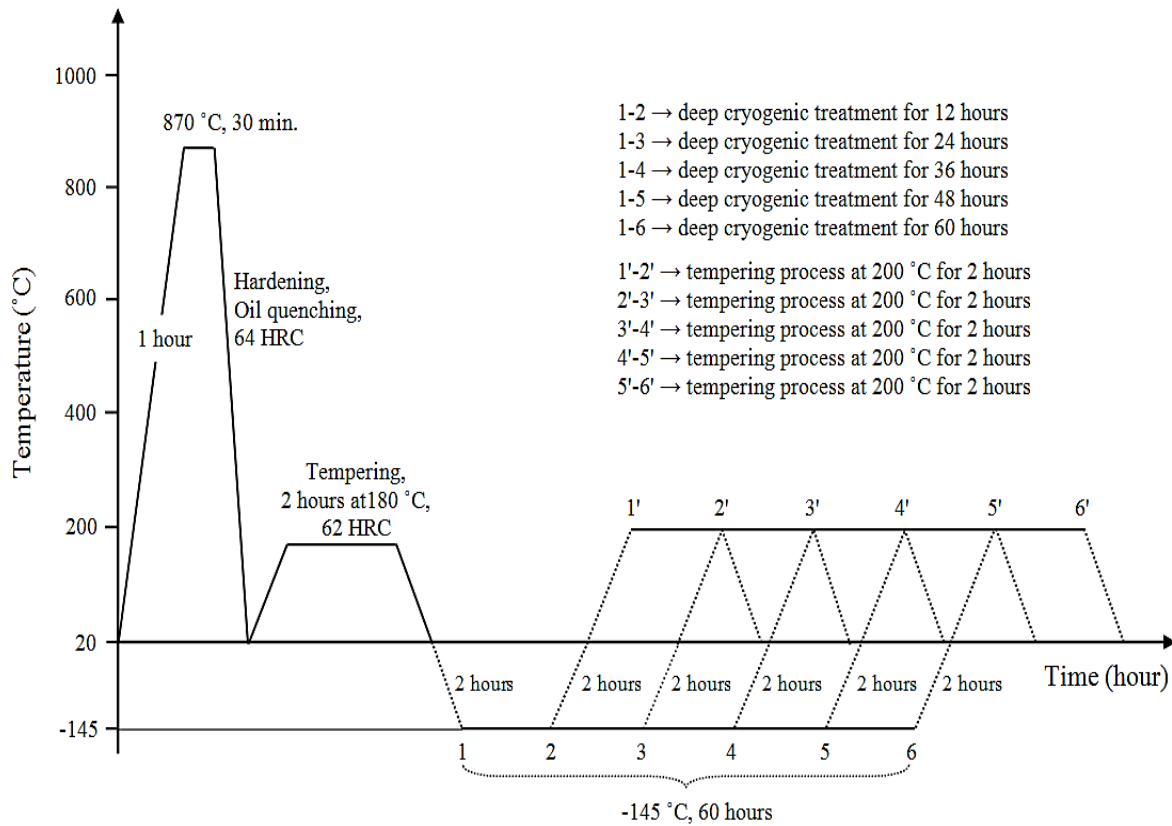 1000
870 ˚C, 30 min.
800
600
400
200
20
-145
Temperature (˚C)
1 hour
Hardening,
Oil quenching,
64 HRC
Tempering,
2 hours at180 ˚C,
62 HRC
1-2 → deep cryogenic treatment for 12 hours
1-3 → deep cryogenic treatment for 24 hours
1-4 → deep cryogenic treatment for 36 hours
1-5 → deep cryogenic treatment for 48 hours
1-6 → deep cryogenic treatment for 60 hours
1'-2' → tempering process at 200 ˚C for 2 hours
2'-3' → tempering process at 200 ˚C for 2 hours
3'-4' → tempering process at 200 ˚C for 2 hours
4'-5' → tempering process at 200 ˚C for 2 hours
5'-6' → tempering process at 200 ˚C for 2 hours
1' 2' 3' 4' 5' 6'
2 hours 2 hours 2 hours 2 hours 2 hours 2 hours
Time (hour)
1 2 3 4 5 6
-145 ˚C, 60 hours